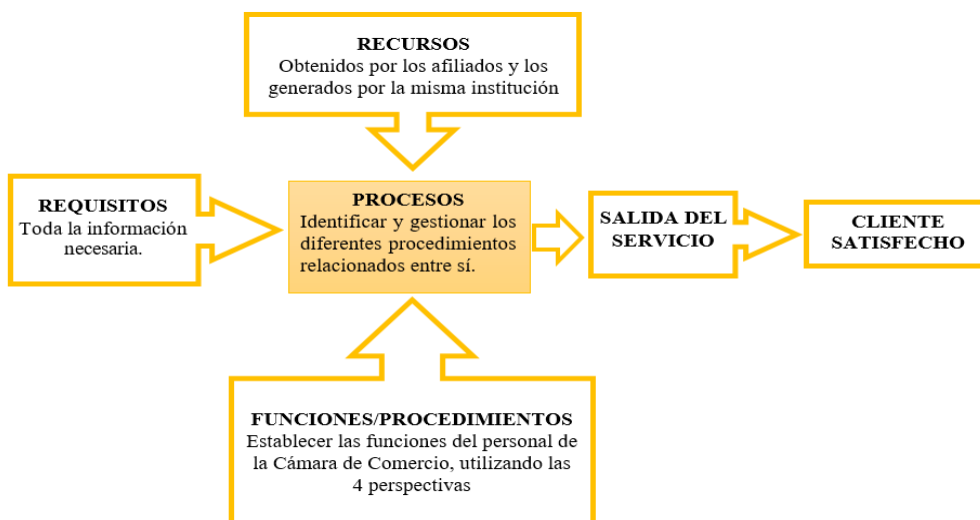 RECURSOS
Obtenidos por los afiliados y los
generados por la misma institución
REQUISITOS
Toda la información
necesaria.
PROCESOS
Identificar y gestionar los
diferentes procedimientos
relacionados entre sí.
SALIDA DEL
SERVICIO
CLIENTE
SATISFECHO
FUNCIONES/PROCEDIMIENTOS
Establecer las funciones del personal de
la Cámara de Comercio, utilizando las
4 perspectivas